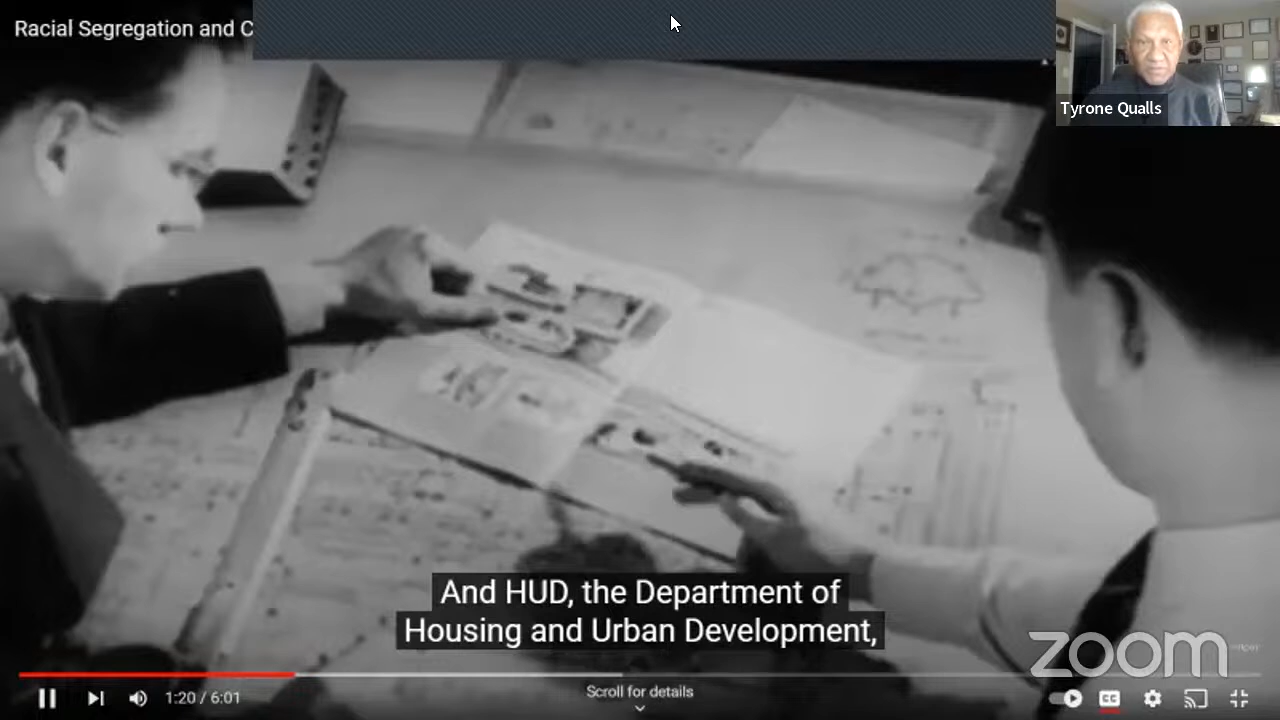 Racial Segregation and C
Tyrone Qualls
And HUD, the Department of
Housing and Urban Development,
zoom
1:20 / 6:01
Scroll for details
CC